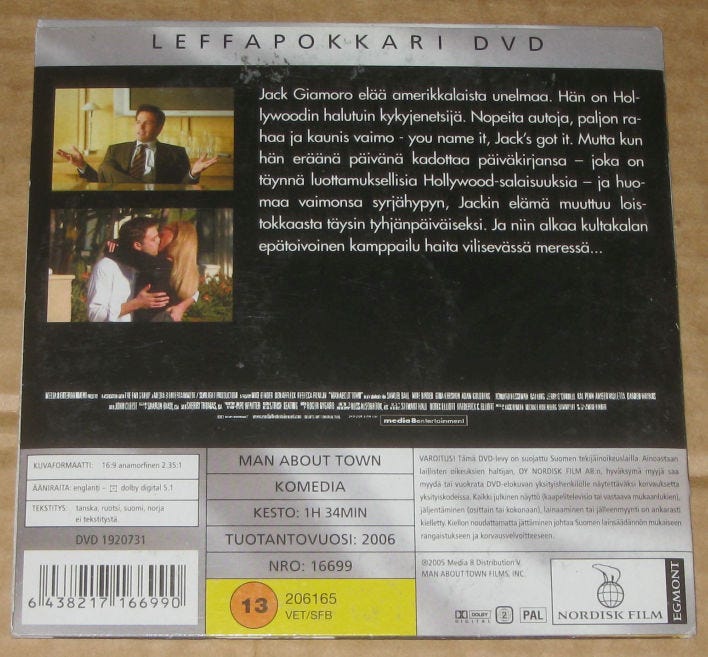 LEFFAPOKKARI DVD
Jack Giamoro elää amerikkalaista unelmaa. Hän on Hol-
lywoodin halutuin kykyjenetsijä. Nopeita autoja, paljon ra-
haa ja kaunis vaimo - you name it, Jack's got it. Mutta kun
hän eräänä päivänä kadottaa päiväkirjansa – joka on
täynnä luottamuksellisia Hollywood-salaisuuksia – ja huo-
maa vaimonsa syrjähypyn, Jackin elämä muuttuu lois-
tokkaasta täysin tyhjänpäiväiseksi. Ja niin alkaa kultakalan
epätoivoinen kamppailu haita vilisevässä meressä...
media8entertainment
KUVAFORMAATTI: 16:9 anamorfinen 2.35:1
ÄÄNIRAITA: englanti – dolby digital 5.1
TEKSTITYS: tanska, ruotsi, suomi, norja
ei tekstitystä
DVD 1920731
6 438217 166990
MAN ABOUT TOWN
KOMEDIA
KESTO: 1H 34MIN
TUOTANTOVUOSI: 2006
NRO: 16699
13 206165
VET/SFB
VAROITUS! Tämä DVD-levy on suojattu Suomen tekijäinoikeuslailla. Ainoastaan
laillisten oikeuksien haltijan, OY NORDISK FILM AB:n, hyväksymä myyjä saa
myydä tai vuokrata DVD-elokuvan yksityishenkilölle näytettäväksi korvauksetta
yksityiskodeissa. Kaikki julkinen näyttö (kaapelitelevisio tai vastaava mukaanlukien),
jäljentäminen (osittain tai kokonaan), lainaaminen tai jälleenmyynti on ankarasti
kielletty. Kiellon noudattamatta jättäminen johtaa Suomen lainsäädännön mukaiseen
rangaistukseen ja korvausvelvoitteeseen.
©2005 Media 8 Distribution V.
MAN ABOUT TOWN FILMS, INC.
DOLBY
DIGITAL
2
PAL
NORDISK FILM
EGMONT